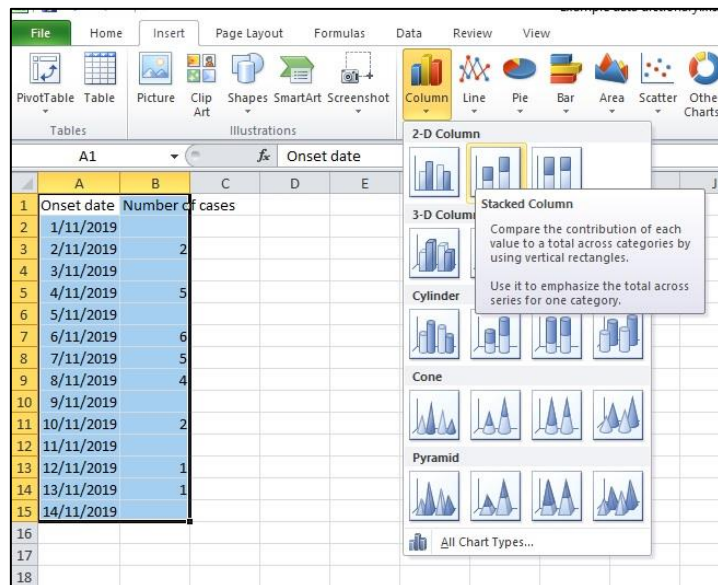 File Home Insert Page Layout Formulas Data Review View
PivotTable Table Picture Clip Art Shapes SmartArt Screenshot Column Line Pie Bar Area Scatter Othe Charts
Tables Illustrations
A1 fx Onset date
2-D Column
Stacked Column
Compare the contribution of each
value to a total across categories by
using vertical rectangles.
Use it to emphasize the total across
series for one category.
3-D Colum
Cylinder
Cone
Pyramid
All Chart Types...
A B C D E J
1 Onset date Number of cases
2 1/11/2019
3 2/11/2019 2
4 3/11/2019
5 4/11/2019 5
6 5/11/2019
7 6/11/2019 6
8 7/11/2019 5
9 8/11/2019 4
10 9/11/2019
11 10/11/2019 2
12 11/11/2019
13 12/11/2019 1
14 13/11/2019 1
15 14/11/2019
16
17
18